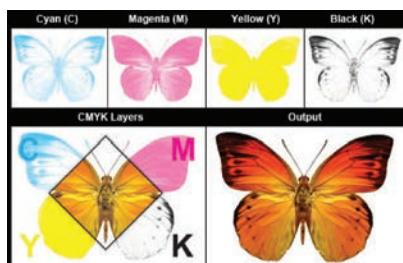 Cyan (C)
Magenta (M)
Yellow (Y)
Black (K)
CMYK Layers
Output
C
M
Y
K